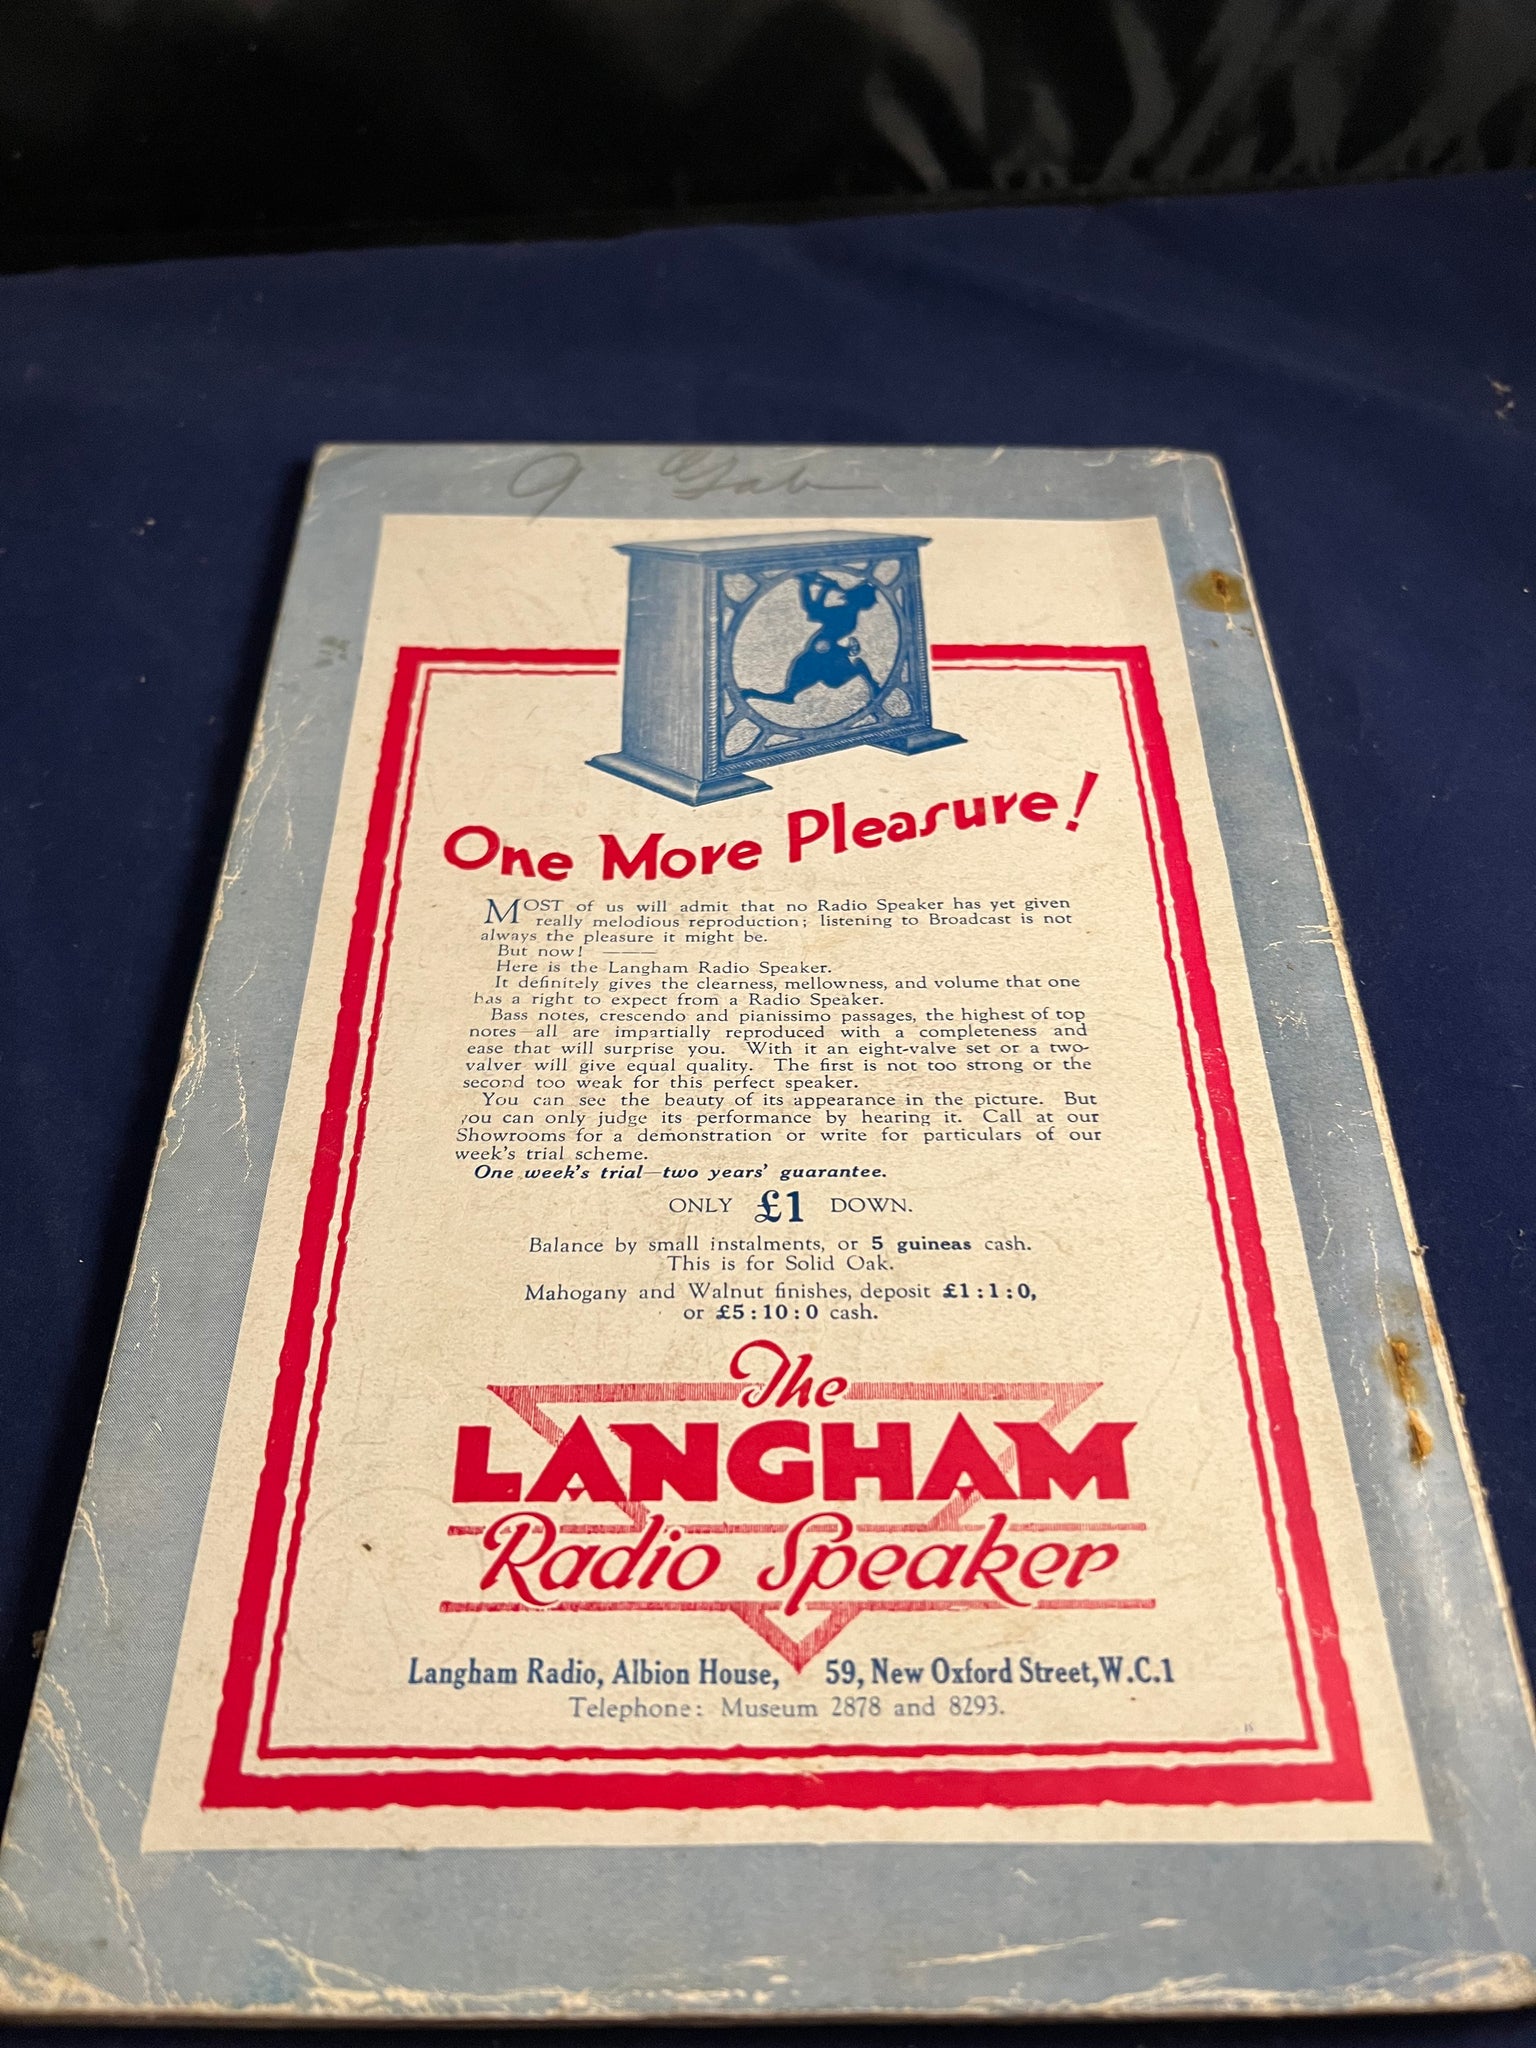 One More Pleasure!
MOST of us will admit that no Radio Speaker has yet given
really melodious reproduction; listening to Broadcast is not
always the pleasure it might be.
But now! ———
Here is the Langham Radio Speaker.
It definitely gives the clearness, mellowness, and volume that one
has a right to expect from a Radio Speaker.
Bass notes, crescendo and pianissimo passages, the highest of top
notes—all are impartially reproduced with a completeness and
ease that will surprise you. With it an eight-valve set or a two-
valver will give equal quality. The first is not too strong or the
second too weak for this perfect speaker.
You can see the beauty of its appearance in the picture. But
you can only judge its performance by hearing it. Call at our
Showrooms for a demonstration or write for particulars of our
week's trial scheme.
One week's trial—two years' guarantee.
ONLY £1 DOWN.
Balance by small instalments, or 5 guineas cash.
This is for Solid Oak.
Mahogany and Walnut finishes, deposit £1:1:0,
or £5:10:0 cash.
The
LANGHAM
Radio Speaker
Langham Radio, Albion House, 59, New Oxford Street, W.C.1
Telephone: Museum 2878 and 8293.